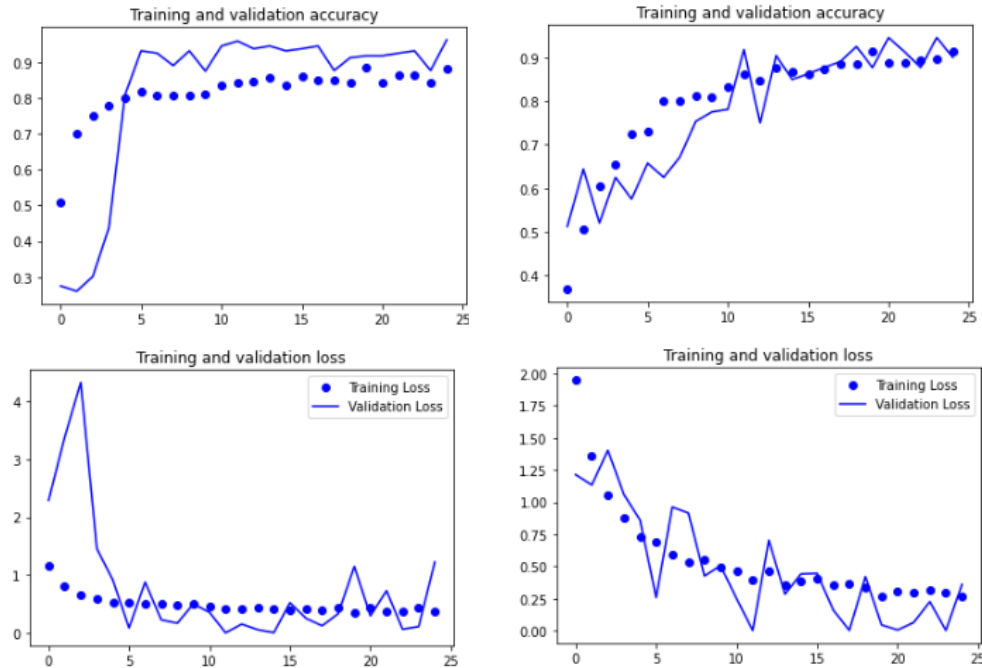 Training and validation accuracy
0.9
0.8
0.7
0.6
0.5
0.4
0.3
0 5 10 15 20 25
Training and validation accuracy
0.9
0.8
0.7
0.6
0.5
0.4
0 5 10 15 20 25
Training and validation loss
Training Loss
Validation Loss
4
3
2
1
0
0 5 10 15 20 25
Training and validation loss
Training Loss
Validation Loss
2.00
1.75
1.50
1.25
1.00
0.75
0.50
0.25
0.00
0 5 10 15 20 25